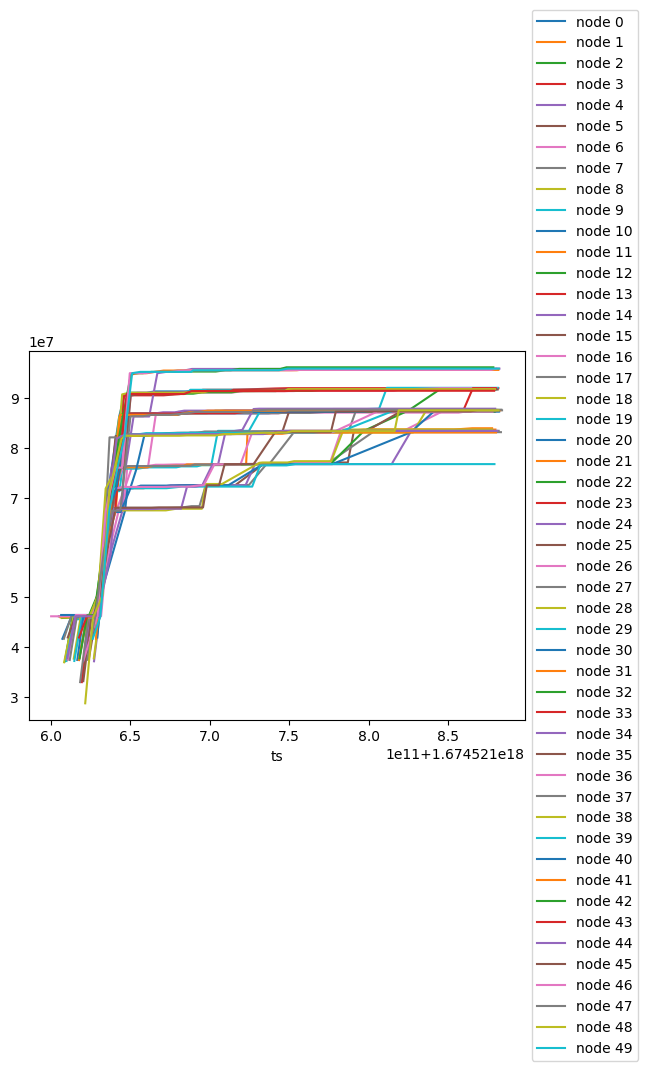 1e7
9
8
7
6
5
4
3
6.0 6.5 7.0 7.5 8.0 8.5
ts
1e11+1.674521e18
node 0
node 1
node 2
node 3
node 4
node 5
node 6
node 7
node 8
node 9
node 10
node 11
node 12
node 13
node 14
node 15
node 16
node 17
node 18
node 19
node 20
node 21
node 22
node 23
node 24
node 25
node 26
node 27
node 28
node 29
node 30
node 31
node 32
node 33
node 34
node 35
node 36
node 37
node 38
node 39
node 40
node 41
node 42
node 43
node 44
node 45
node 46
node 47
node 48
node 49